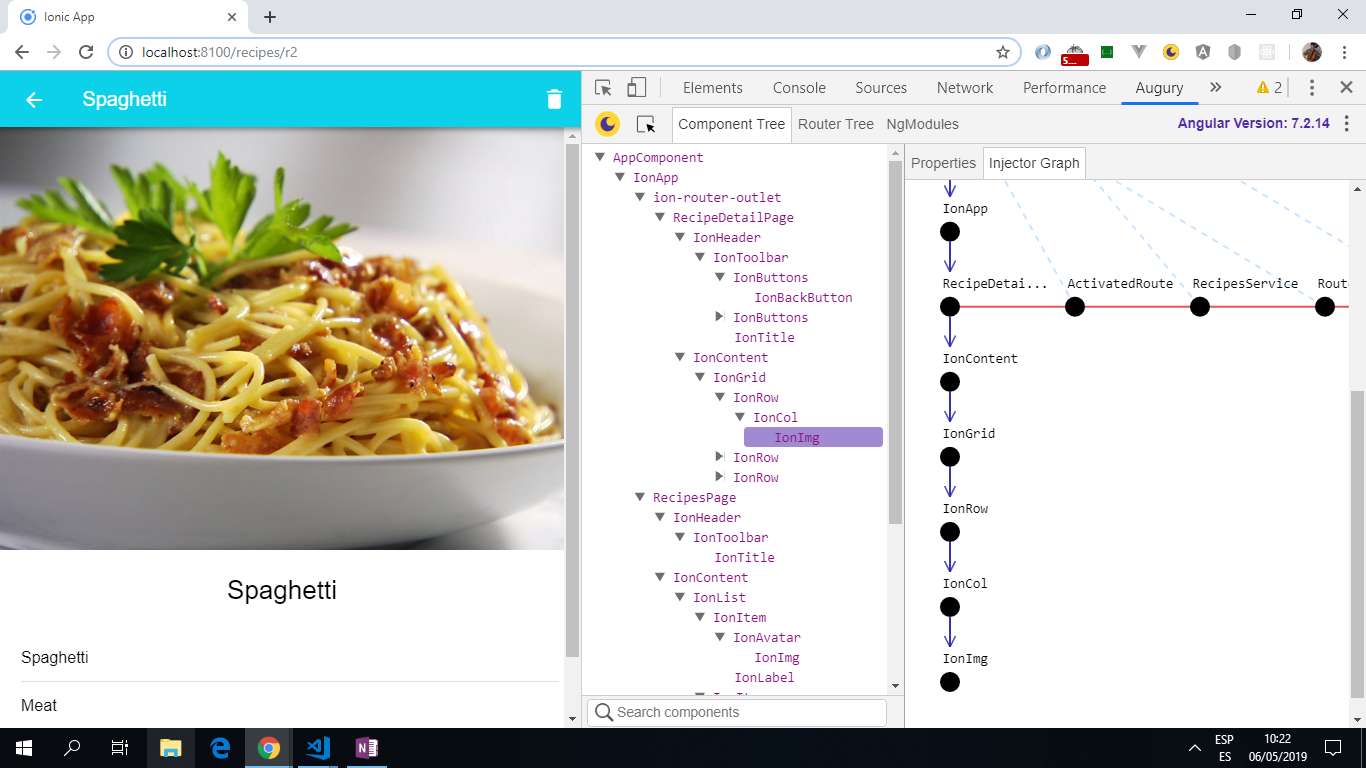 Ionic App
localhost:8100/recipes/r2
Spaghetti
Elements Console Sources Network Performance Augury 2
Component Tree Router Tree NgModules Angular Version: 7.2.14
Properties Injector Graph
AppComponent
IonApp
ion-router-outlet
RecipeDetailPage
IonHeader
IonToolbar
IonButtons
IonBackButton
IonButtons
IonTitle
IonContent
IonGrid
IonRow
IonCol
IonImg
IonRow
IonRow
RecipesPage
IonHeader
IonToolbar
IonTitle
IonContent
IonList
IonItem
IonAvatar
IonImg
IonLabel
Search components
IonApp
RecipeDetai... ActivatedRoute RecipesService
IonContent
IonGrid
IonRow
IonCol
IonImg
Spaghetti
Spaghetti
Meat
ESP
ES
10:22
06/05/2019